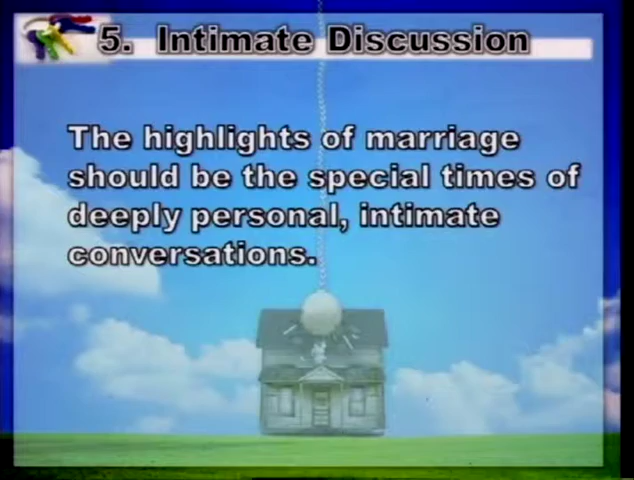 5. Intimate Discussion
The highlights of marriage
should be the special times of
deeply personal, intimate
conversations.